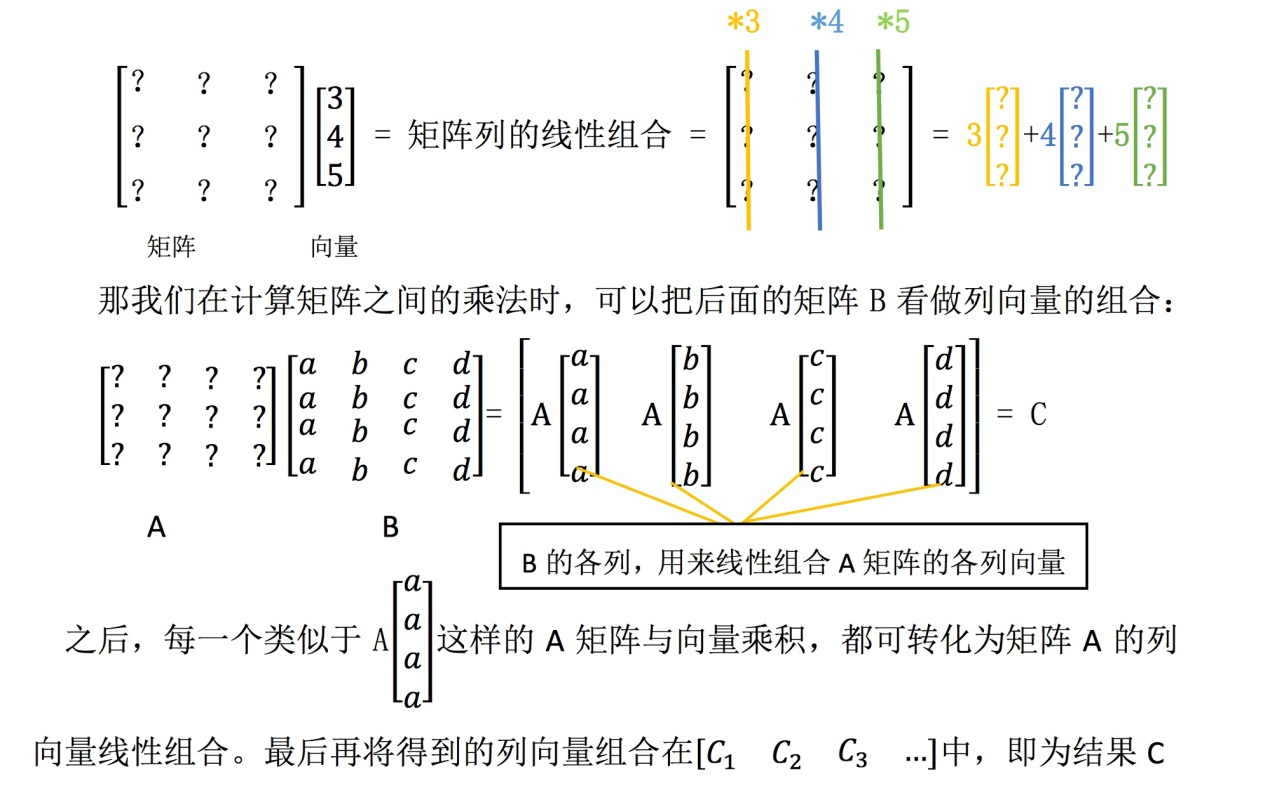 *3 *4 *5
[? ? ?] [3] [? ? ?] [?] [?] [?]
[? ? ?] [4] = 矩阵列的线性组合 = [? ? ?] = 3[?]+4[?]+5[?]
[? ? ?] [5] [? ? ?] [?] [?] [?]
矩阵 向量
那我们在计算矩阵之间的乘法时，可以把后面的矩阵 B 看做列向量的组合：
[? ? ? ?] [a b c d] [ [a] [b] [c] [d] ]
[? ? ? ?] [a b c d] = [ A[a] A[b] A[c] A[d] ] = C
[? ? ? ?] [a b c d] [ [a] [b] [c] [d] ]
[a b c d] [ [a] [b] [c] [d] ]
A B
B 的各列，用来线性组合 A 矩阵的各列向量
之后，每一个类似于 A[a a a a]这样的 A 矩阵与向量乘积，都可转化为矩阵 A 的列
向量线性组合。最后再将得到的列向量组合在[C₁ C₂ C₃ …]中，即为结果 C